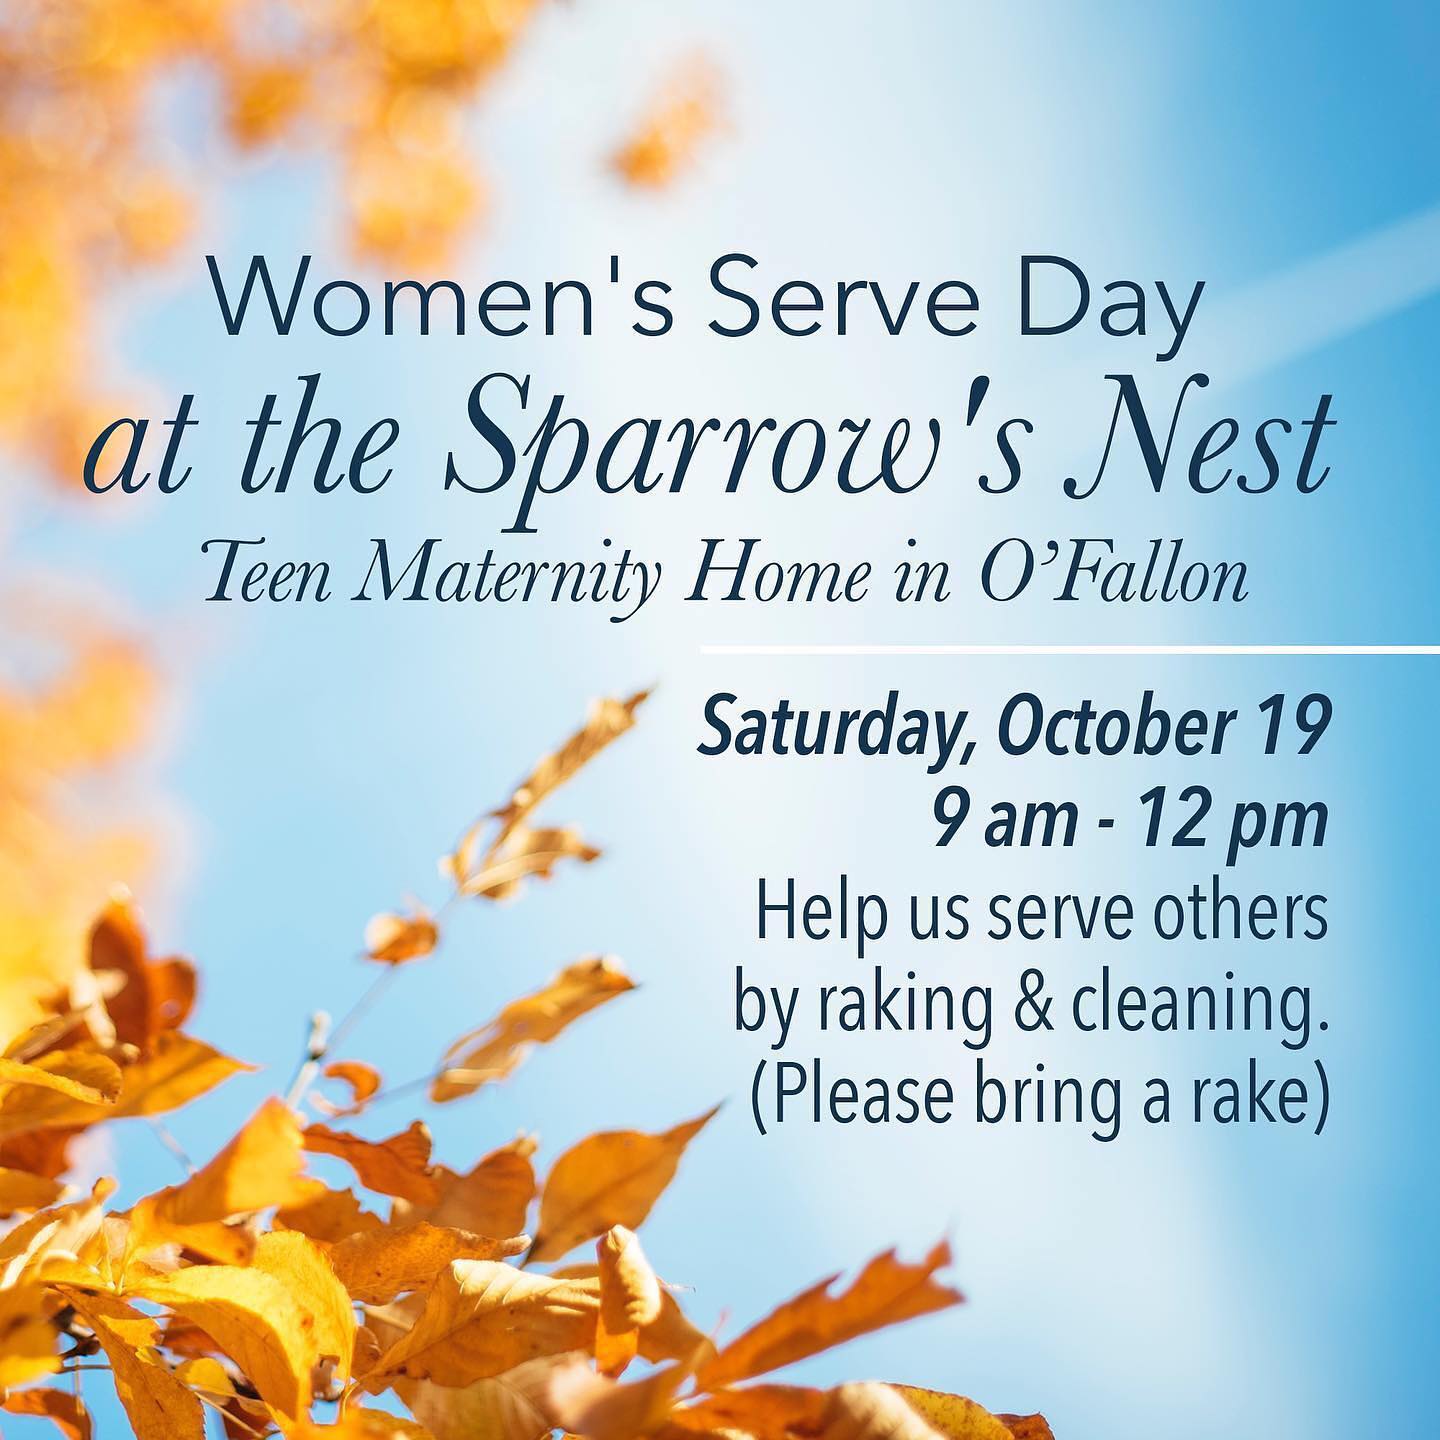 Women's Serve Day
at the Sparrow's Nest
Teen Maternity Home in O’Fallon
Saturday, October 19
9 am - 12 pm
Help us serve others
by raking & cleaning.
(Please bring a rake)